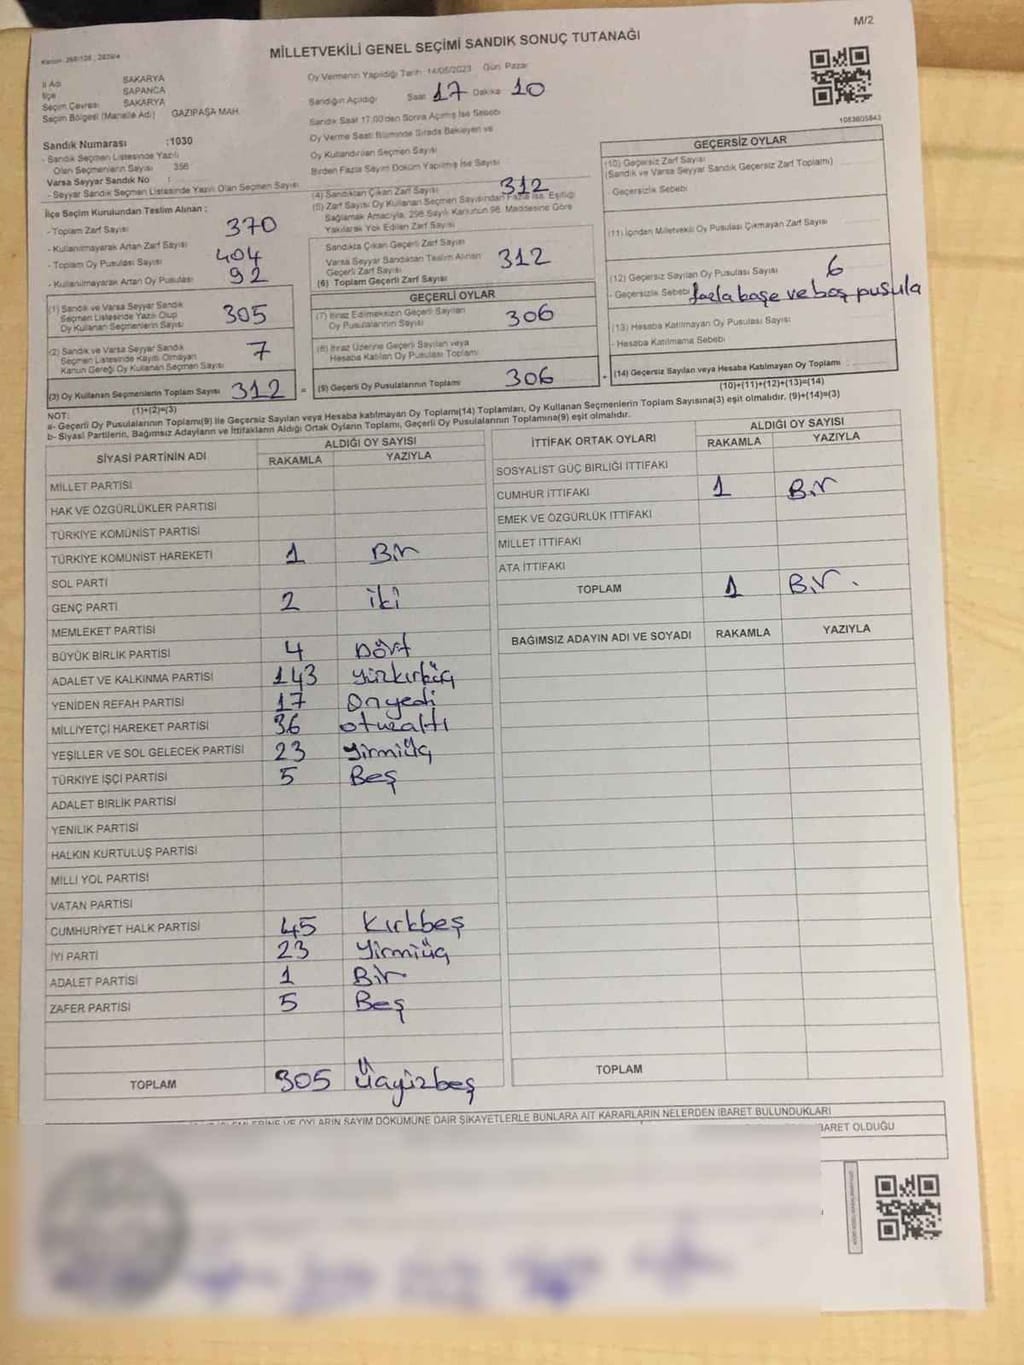 M/2
MİLLETVEKİLİ GENEL SEÇİMİ SANDIK SONUÇ TUTANAĞI
İl Adı SAKARYA
İlçe SAPANCA
Seçim Çevresi SAKARYA
Seçim Bölgesi (Mahalle Adı) GAZİPAŞA MAH.
Oy Vermenin Yapıldığı Tarih 14/05/2023 Gün Pazar
Sandığın Açıldığı Saat 17 Dakika 10
Sandık Saat 17:00'den Sonra Açılmış İse Sebebi
Oy Verme Saati Bitiminde Sırada Bekleyen ve
Oy Kullandırılan Seçmen Sayısı
Birden Fazla Sayım Döküm Yapılmış İse Sayısı
1083605843
Sandık Numarası :1030
- Sandık Seçmen Listesinde Yazılı
Olan Seçmenlerin Sayısı 356
Varsa Seyyar Sandık No
- Seyyar Sandık Seçmen Listesinde Yazılı Olan Seçmen Sayısı
İlçe Seçim Kurulundan Teslim Alınan :
- Toplam Zarf Sayısı 370
- Kullanılmayarak Artan Zarf Sayısı
- Toplam Oy Pusulası Sayısı 404
- Kullanılmayarak Artan Oy Pusulası 92
(1) Sandık ve Varsa Seyyar Sandık
Seçmen Listesinde Yazılı Olup
Oy Kullanan Seçmenlerin Sayısı 305
(2) Sandık ve Varsa Seyyar Sandık
Seçmen Listesinde Kayıtlı Olmayan
Kanun Gereği Oy Kullanan Seçmen Sayısı 7
(3) Oy Kullanan Seçmenlerin Toplam Sayısı 312
(1)+(2)=(3)
(4) Sandıktan Çıkan Zarf Sayısı 312
(5) Zarf Sayısı Oy Kullanan Seçmen Sayısından Fazla İse, Eşitliği
Sağlamak Amacıyla, 298 Sayılı Kanunun 98. Maddesine Göre
Yakılarak Yok Edilen Zarf Sayısı
Sandıkta Çıkan Geçerli Zarf Sayısı
Varsa Seyyar Sandıktan Teslim Alınan
Geçerli Zarf Sayısı
(6) Toplam Geçerli Zarf Sayısı 312
GEÇERLİ OYLAR
(7) İtiraz Edilmeksizin Geçerli Sayılan
Oy Pusulalarının Sayısı 306
(8) İtiraz Üzerine Geçerli Sayılan veya
Hesaba Katılan Oy Pusulası Toplamı
= (9) Geçerli Oy Pusulalarının Toplamı 306
GEÇERSİZ OYLAR
(10) Geçersiz Zarf Sayısı
(Sandık ve Varsa Seyyar Sandık Geçersiz Zarf Toplamı)
Geçersizlik Sebebi
(11) İçinden Milletvekili Oy Pusulası Çıkmayan Zarf Sayısı
(12) Geçersiz Sayılan Oy Pusulası Sayısı 6
- Geçersizlik Sebebi fazla başe ve boş pusula
(13) Hesaba Katılmayan Oy Pusulası Sayısı
- Hesaba Katılmama Sebebi
+ (14) Geçersiz Sayılan veya Hesaba Katılmayan Oy Toplamı
(10)+(11)+(12)+(13)=(14)
NOT:
a- Geçerli Oy Pusulalarının Toplamı(9) ile Geçersiz Sayılan veya Hesaba katılmayan Oy Toplamı(14) Toplamları, Oy Kullanan Seçmenlerin Toplam Sayısına(3) eşit olmalıdır. (9)+(14)=(3)
b- Siyasi Partilerin, Bağımsız Adayların ve İttifakların Aldığı Ortak Oyların Toplamı, Geçerli Oy Pusulalarının Toplamına(9) eşit olmalıdır.
SİYASİ PARTİNİN ADI ALDIĞI OY SAYISI
RAKAMLA YAZIYLA
MİLLET PARTİSİ
HAK VE ÖZGÜRLÜKLER PARTİSİ
TÜRKİYE KOMÜNİST PARTİSİ
TÜRKİYE KOMÜNİST HAREKETİ 1 Bir
SOL PARTİ
GENÇ PARTİ 2 iki
MEMLEKET PARTİSİ
BÜYÜK BİRLİK PARTİSİ 4 Dört
ADALET VE KALKINMA PARTİSİ 143 yüzkırküç
YENİDEN REFAH PARTİSİ 17 Onyedi
MİLLİYETÇİ HAREKET PARTİSİ 36 otuzaltı
YEŞİLLER VE SOL GELECEK PARTİSİ 23 Yirmiüç
TÜRKİYE İŞÇİ PARTİSİ 5 Beş
ADALET BİRLİK PARTİSİ
YENİLİK PARTİSİ
HALKIN KURTULUŞ PARTİSİ
MİLLİ YOL PARTİSİ
VATAN PARTİSİ
CUMHURİYET HALK PARTİSİ 45 Kırkbeş
İYİ PARTİ 23 Yirmiüç
ADALET PARTİSİ 1 Bir
ZAFER PARTİSİ 5 Beş
TOPLAM 305 Üçyüzbeş
İTTİFAK ORTAK OYLARI ALDIĞI OY SAYISI
RAKAMLA YAZIYLA
SOSYALİST GÜÇ BİRLİĞİ İTTİFAKI
CUMHUR İTTİFAKI 1 Bir
EMEK VE ÖZGÜRLÜK İTTİFAKI
MİLLET İTTİFAKI
ATA İTTİFAKI
TOPLAM 1 Bir.
BAĞIMSIZ ADAYIN ADI VE SOYADI RAKAMLA YAZIYLA
TOPLAM
VE OYLARIN SAYIM DÖKÜMÜNE DAİR ŞİKAYETLERLE BUNLARA AİT KARARLARIN NELERDEN İBARET BULUNDUKLARI
İBARET OLDUĞU